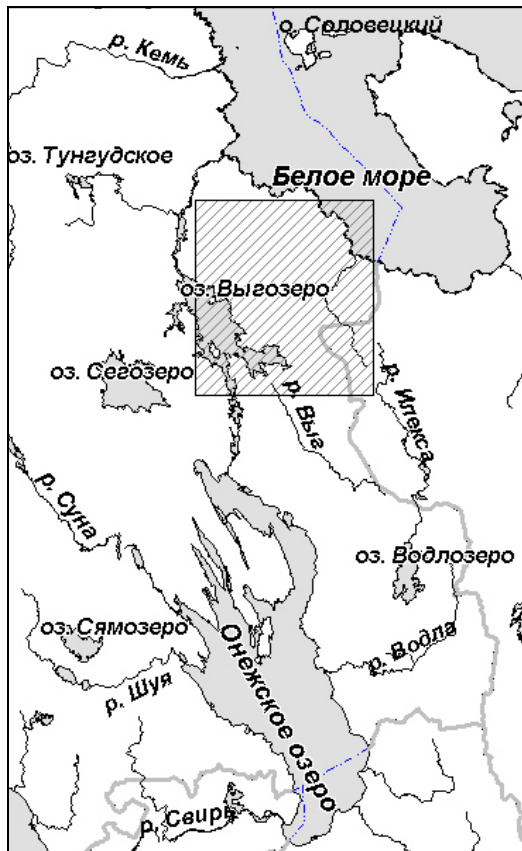 о. Соловецкий
р. Кемь
оз. Тунгудское
Белое море
оз. Выгозеро
оз. Сегозеро
р. Выг
р. Илекса
р. Суна
оз. Водлозеро
оз. Сямозеро
Онежское озеро
р. Водла
р. Шуя
р. Свирь